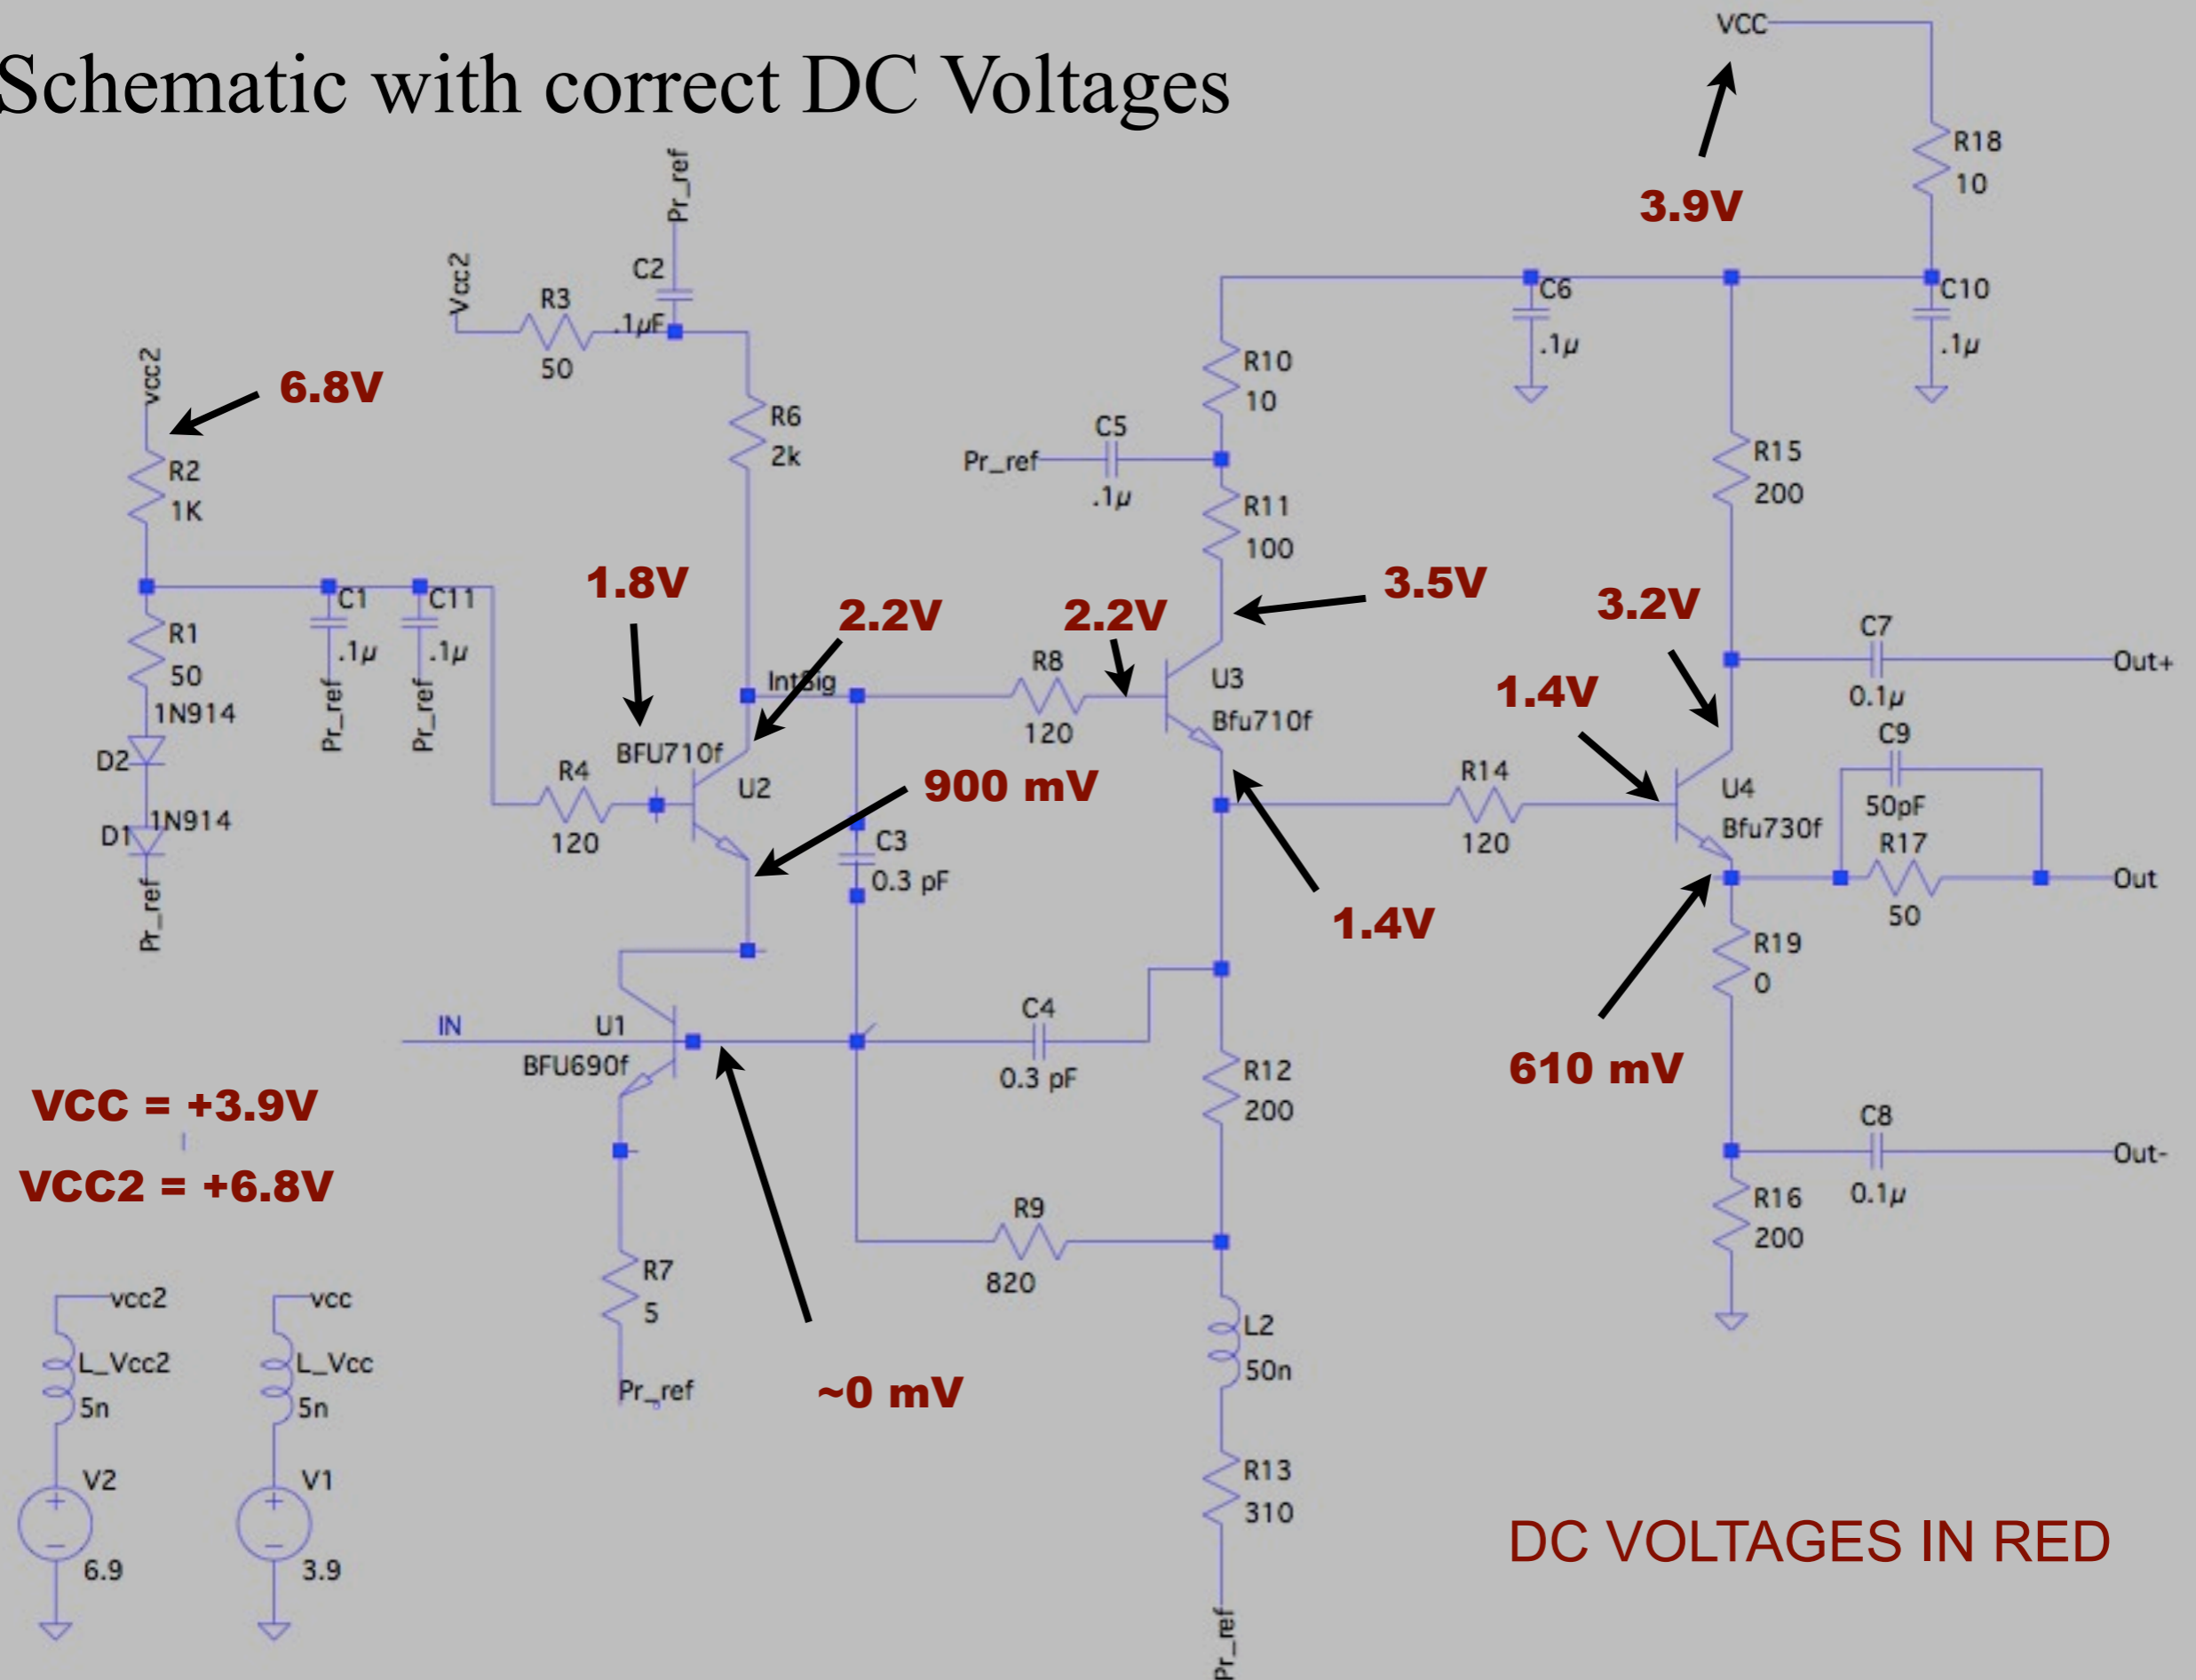 Schematic with correct DC Voltages
VCC
R18
10
3.9V
Pr_ref
C2
.1µF
Vcc2
R3
50
C6
.1µ
C10
.1µ
vcc2
6.8V
R2
1K
R6
2k
R10
10
C5
Pr_ref
.1µ
R15
200
R11
100
C1
.1µ
Pr_ref
C11
.1µ
Pr_ref
1.8V
2.2V
2.2V
3.5V
3.2V
R1
50
1N914
D2
1N914
D1
Pr_ref
IntSig
R8
120
U3
Bfu710f
1.4V
C7
0.1µ
Out+
BFU710f
U2
R4
120
900 mV
C3
0.3 pF
R14
120
U4
Bfu730f
C9
50pF
R17
50
Out
1.4V
R19
0
IN
U1
BFU690f
C4
0.3 pF
R12
200
610 mV
VCC = +3.9V
VCC2 = +6.8V
C8
0.1µ
Out-
R9
820
R16
200
R7
5
Pr_ref
~0 mV
L2
50n
vcc2
L_Vcc2
5n
vcc
L_Vcc
5n
V2
6.9
V1
3.9
R13
310
Pr_ref
DC VOLTAGES IN RED